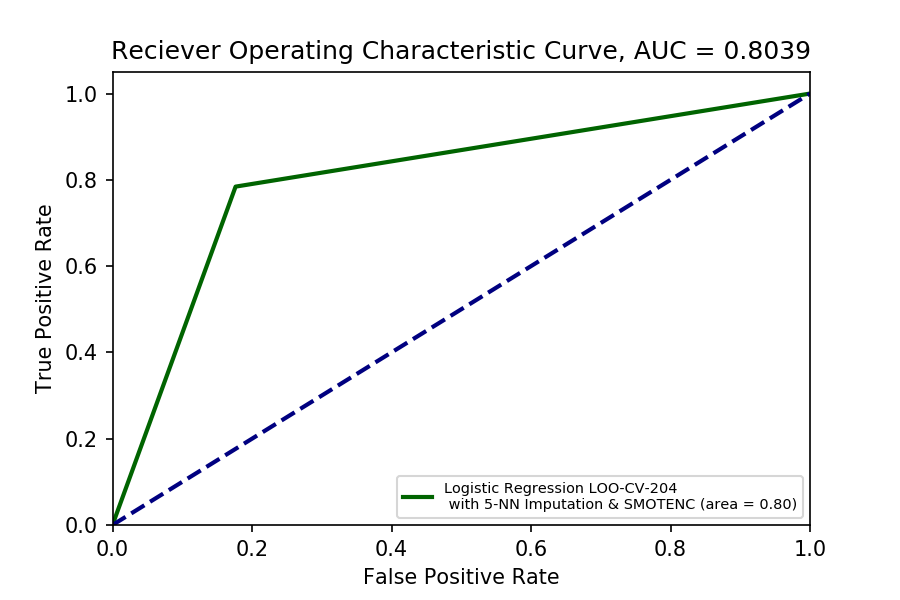 Reciever Operating Characteristic Curve, AUC = 0.8039
1.0
0.8
0.6
0.4
0.2
0.0
True Positive Rate
Logistic Regression LOO-CV-204
with 5-NN Imputation & SMOTENC (area = 0.80)
0.0 0.2 0.4 0.6 0.8 1.0
False Positive Rate